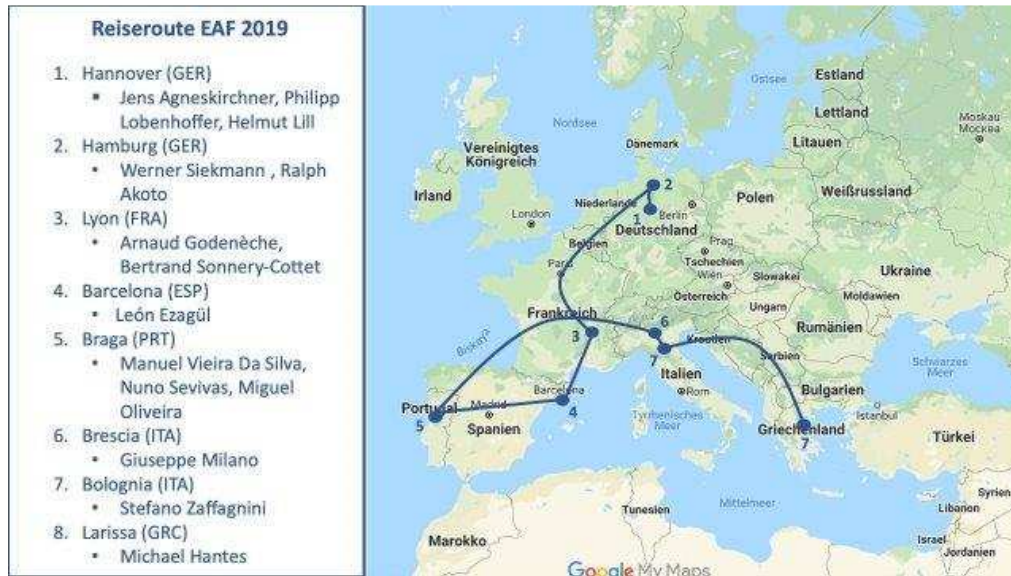 Reiseroute EAF 2019
1. Hannover (GER)
▪ Jens Agneskirchner, Philipp
Lobenhoffer, Helmut Lill
2. Hamburg (GER)
• Werner Siekmann , Ralph
Akoto
3. Lyon (FRA)
• Arnaud Godenèche,
Bertrand Sonnery-Cottet
4. Barcelona (ESP)
• León Ezagül
5. Braga (PRT)
• Manuel Vieira Da Silva,
Nuno Sevivas, Miguel
Oliveira
6. Brescia (ITA)
• Giuseppe Milano
7. Bolognia (ITA)
• Stefano Zaffagnini
8. Larissa (GRC)
• Michael Hantes
Ostsee
Estland
Lettland
Moskau
Москва
Nordsee
Dänemark
Litauen
Vereinigtes
Königreich
Irland
2
Niederlande
1
Berlin
Polen
Weißrussland
London
Deutschland
Belgien
Prag
Tschechien
Paris
Wien
Slowakei
Ukraine
Österreich
Ungarn
Moldawien
Frankreich
6
Rumänien
3
Kroatien
7
Biskaya
Serbien
Italien
Schwarzes
Meer
Bulgarien
Barcelona
Rom
Portugal
Madrid
4
Tyrrhenisches
Meer
Istanbul
5
Spanien
Griechenland
7
Türkei
Mittelmeer
Syrien
Tunesien
Libanon
Marokko
Israel
Jordanien
Google My Maps